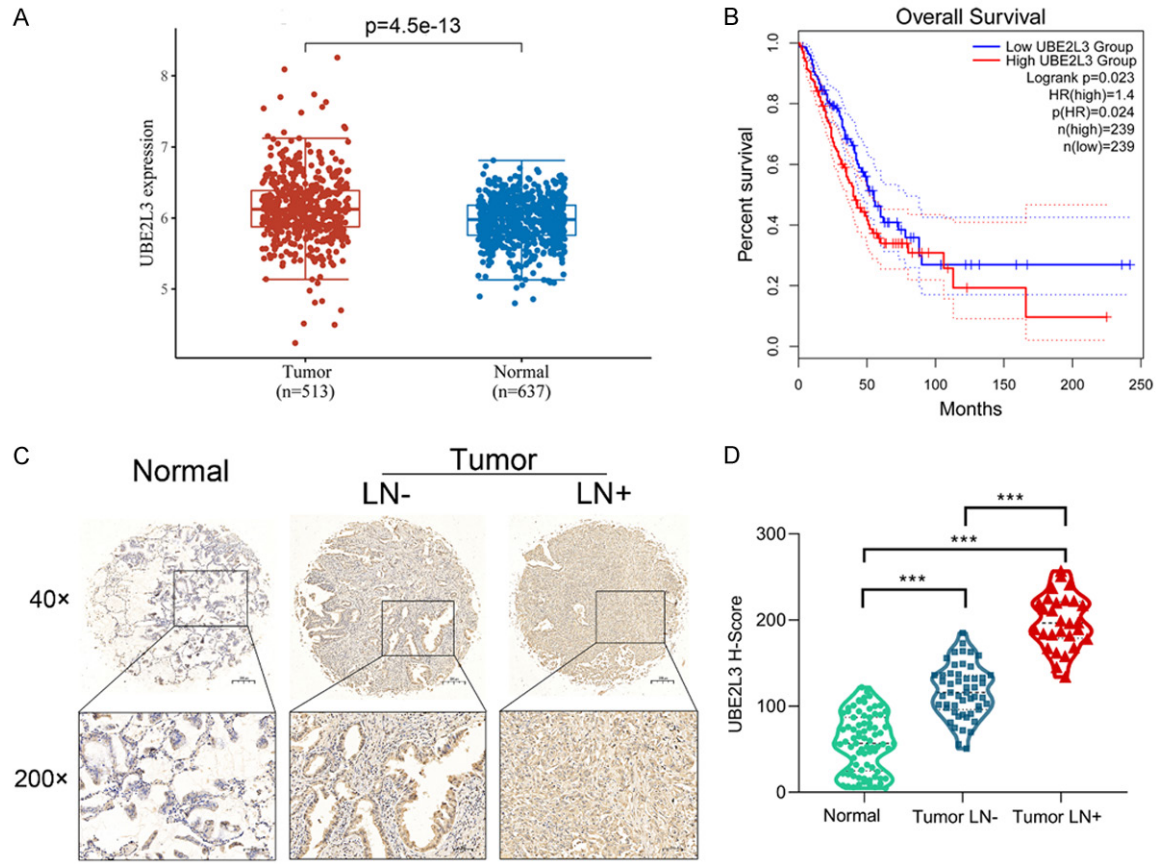 A
p=4.5e-13
UBE2L3 expression
8
7
6
5
Tumor
(n=513)
Normal
(n=637)
B
Overall Survival
Low UBE2L3 Group
High UBE2L3 Group
Logrank p=0.023
HR(high)=1.4
p(HR)=0.024
n(high)=239
n(low)=239
Percent survival
1.0
0.8
0.6
0.4
0.2
0.0
0
50
100
150
200
250
Months
C
Normal
Tumor
LN-
LN+
40×
200×
D
***
***
***
UBE2L3 H-Score
300
200
100
0
Normal
Tumor LN-
Tumor LN+